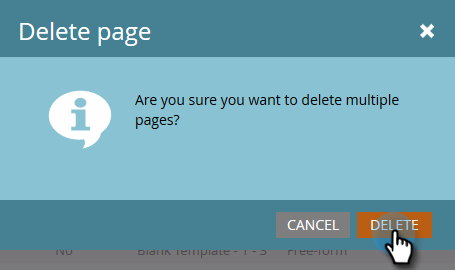 Delete page
Are you sure you want to delete multiple
pages?
CANCEL
DELETE
No Blank Template - 1 - S Free-form